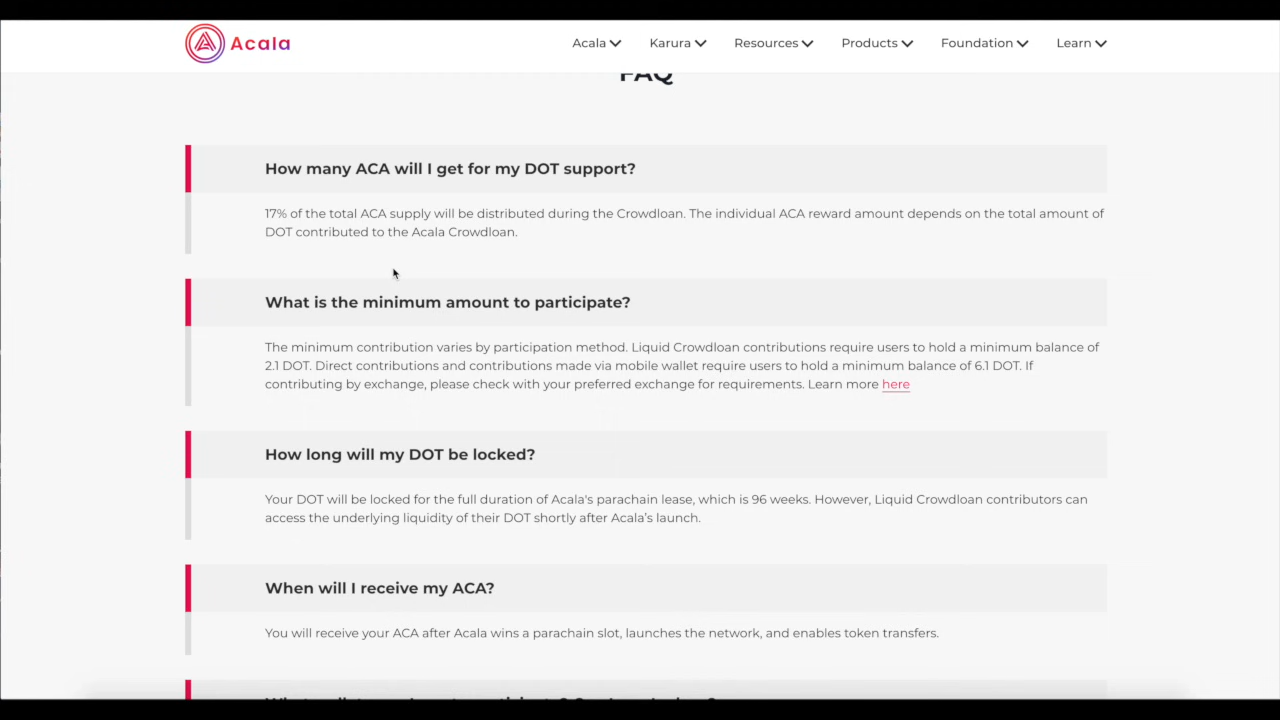 Acala
Acala Karura Resources Products Foundation Learn
FAQ
How many ACA will I get for my DOT support?
17% of the total ACA supply will be distributed during the Crowdloan. The individual ACA reward amount depends on the total amount of
DOT contributed to the Acala Crowdloan.
What is the minimum amount to participate?
The minimum contribution varies by participation method. Liquid Crowdloan contributions require users to hold a minimum balance of
2.1 DOT. Direct contributions and contributions made via mobile wallet require users to hold a minimum balance of 6.1 DOT. If
contributing by exchange, please check with your preferred exchange for requirements. Learn more here
How long will my DOT be locked?
Your DOT will be locked for the full duration of Acala's parachain lease, which is 96 weeks. However, Liquid Crowdloan contributors can
access the underlying liquidity of their DOT shortly after Acala’s launch.
When will I receive my ACA?
You will receive your ACA after Acala wins a parachain slot, launches the network, and enables token transfers.